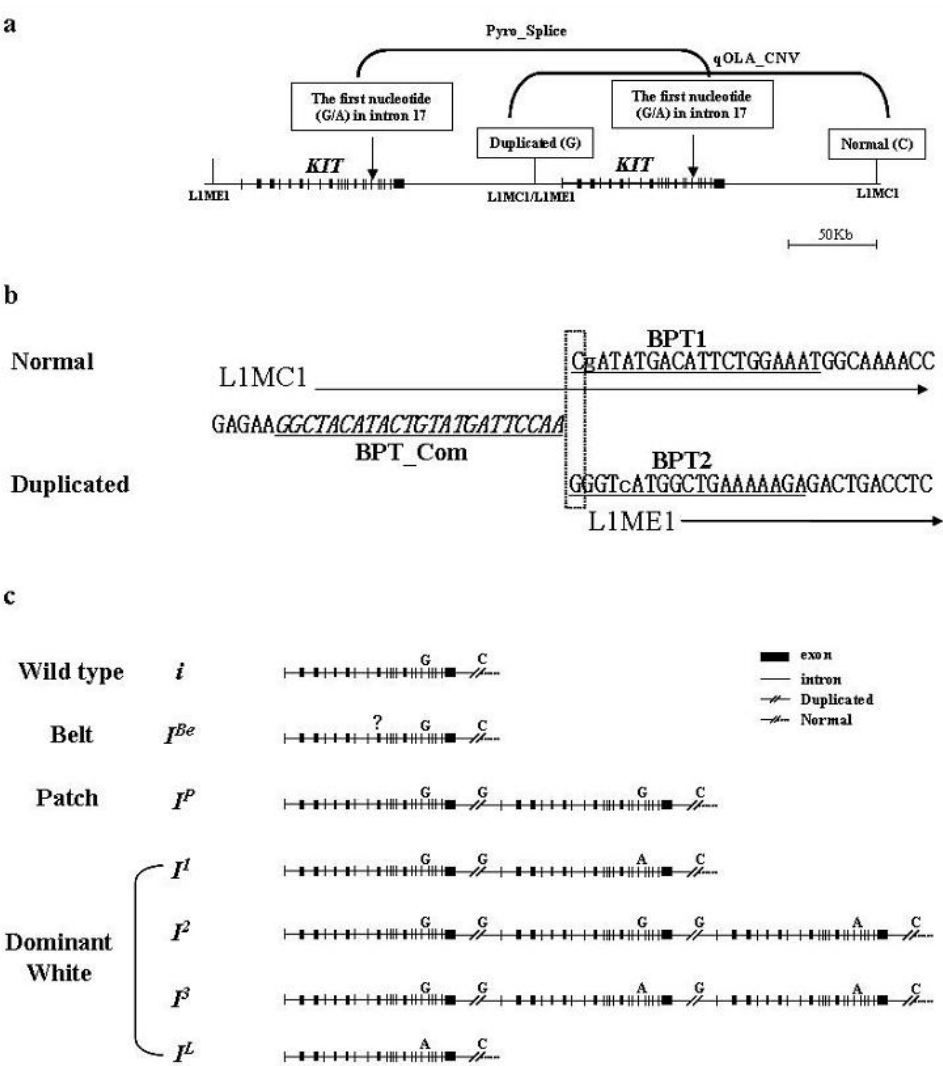 a
Pyro_Splice
qOLA_CNV
The first nucleotide
(G/A) in intron 17
The first nucleotide
(G/A) in intron 17
Duplicated (G)
Normal (C)
KIT
KIT
L1ME1
L1MC1/L1ME1
L1MC1
50Kb
b
BPT1
Normal
CgATATGACATTCTGGAAATGGCAAAACC
L1MC1
GAGAAGGCTACATACTGTATGATTCCAA
BPT_Com
BPT2
Duplicated
GGGTcATGGCTGAAAAAGAGACTGACCTC
L1ME1
c
G C
Wild type i
exon
intron
Duplicated
Normal
? G C
Belt I^Be
G G G C
Patch I^P
G G A C
I^1
G G G G A C
I^2
Dominant
White
G G A G A C
I^3
A C
I^L